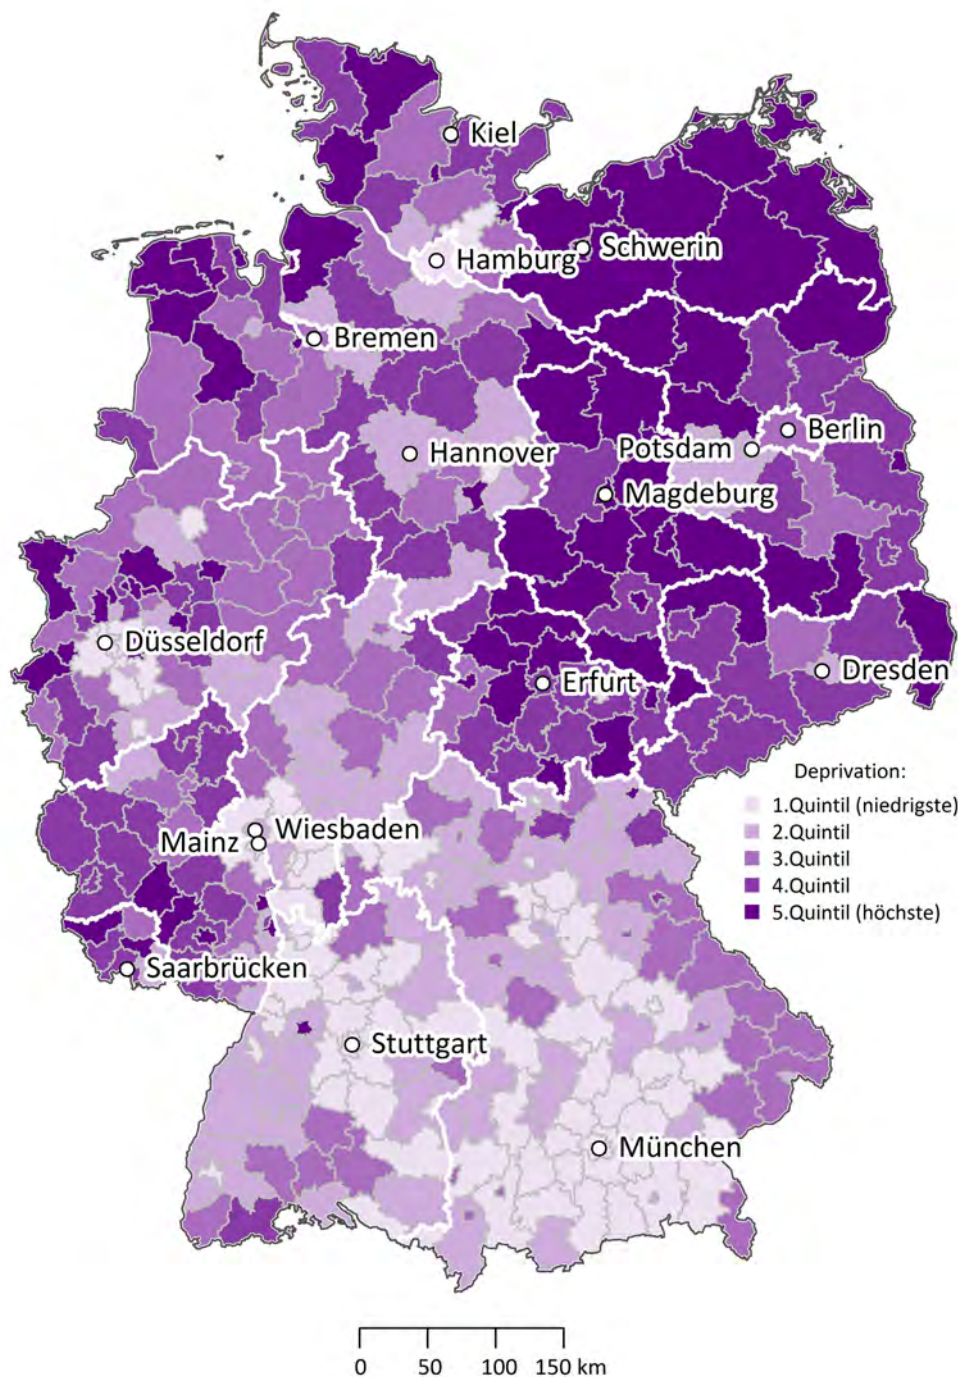 Kiel
Schwerin
Hamburg
Bremen
Berlin
Hannover
Potsdam
Magdeburg
Düsseldorf
Erfurt
Dresden
Deprivation:
1.Quintil (niedrigste)
2.Quintil
3.Quintil
4.Quintil
5.Quintil (höchste)
Wiesbaden
Mainz
Saarbrücken
Stuttgart
München
0 50 100 150 km